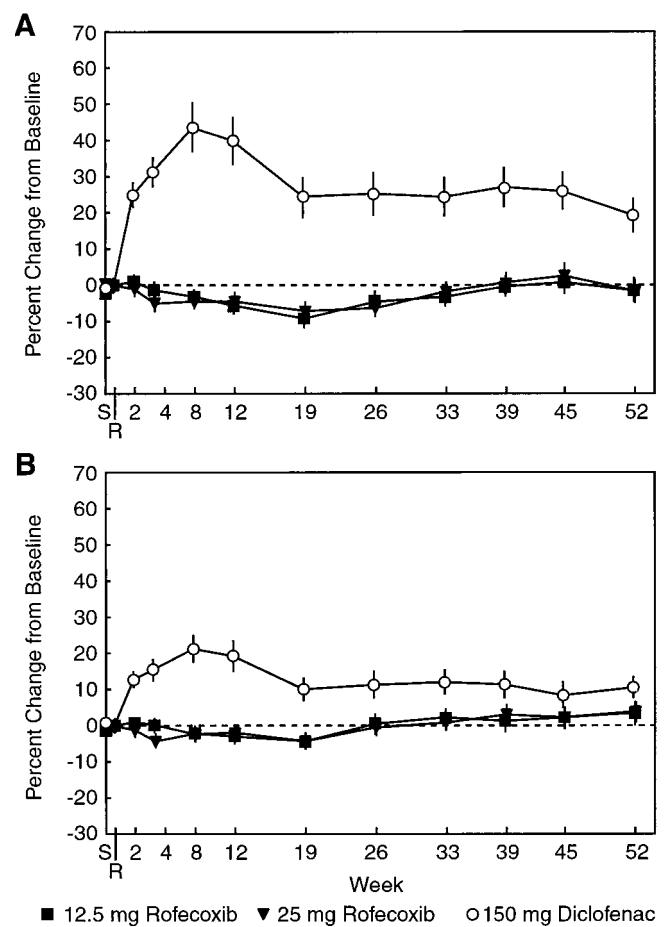 A
Percent Change from Baseline
70
60
50
40
30
20
10
0
-10
-20
-30
S 2 4 8 12 19 26 33 39 45 52
R
B
Percent Change from Baseline
70
60
50
40
30
20
10
0
-10
-20
-30
S 2 4 8 12 19 26 33 39 45 52
R
Week
12.5 mg Rofecoxib 25 mg Rofecoxib 150 mg Diclofenac